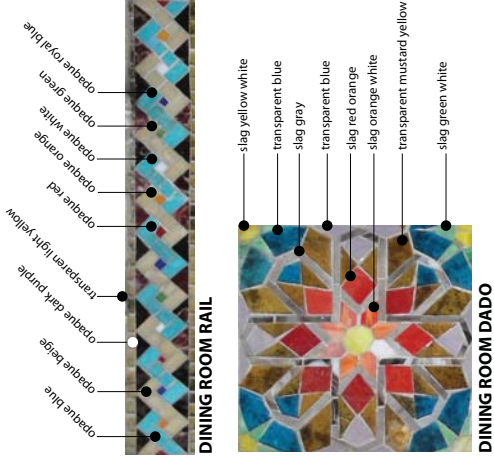 opaque royal blue
opaque green
opaque white
opaque orange
opaque red
transparen light yellow
opaque dark purple
opaque beige
opaque blue
DINING ROOM RAIL
slag yellow white
transparent blue
slag gray
transparent blue
slag red orange
slag orange white
transparent mustard yellow
slag green white
DINING ROOM DADO